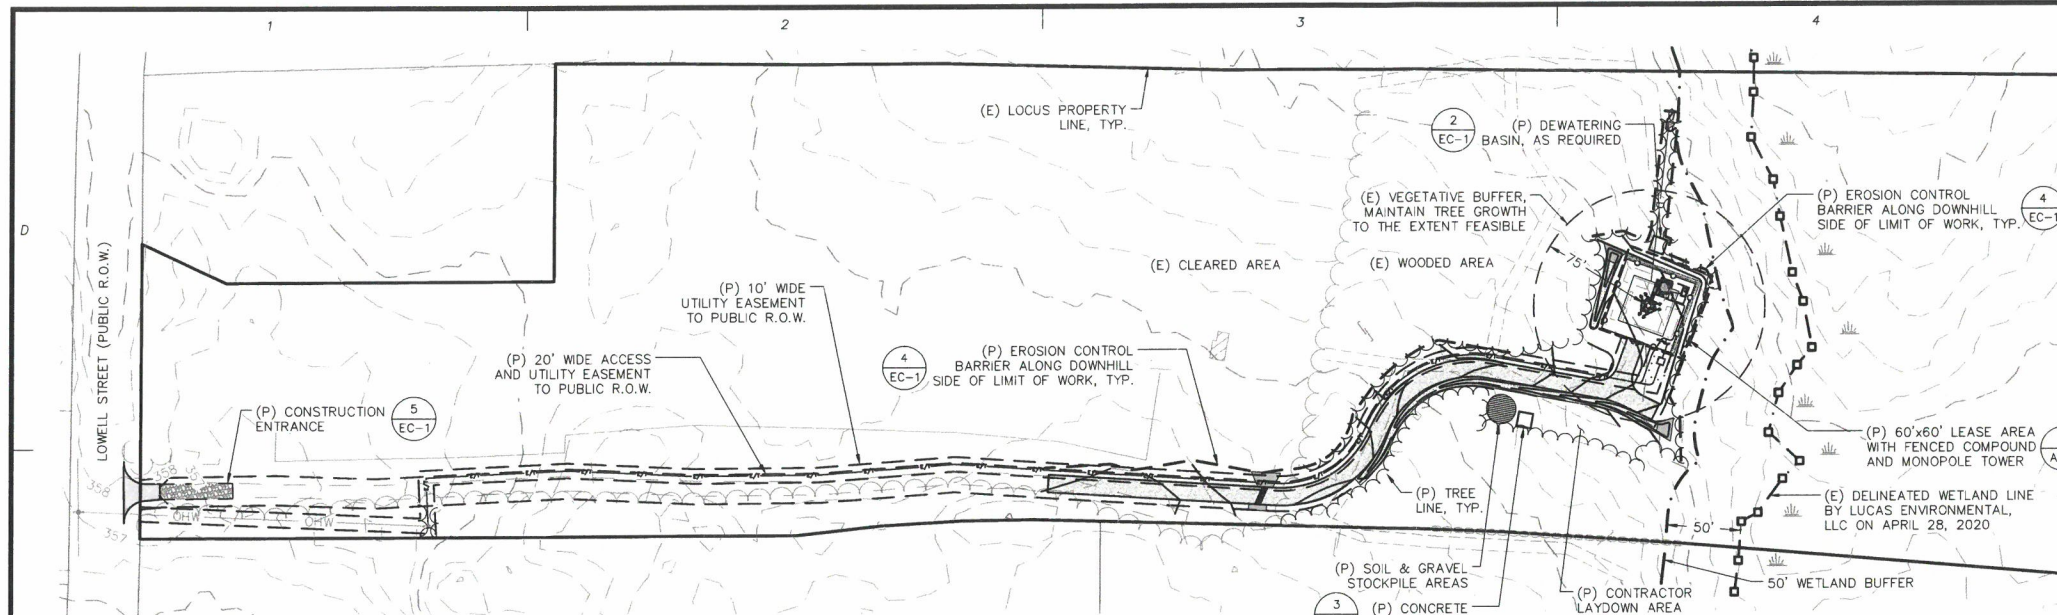 1
2
3
4
D
(E) LOCUS PROPERTY
LINE, TYP.
2
EC-1
(P) DEWATERING
BASIN, AS REQUIRED
(E) VEGETATIVE BUFFER,
MAINTAIN TREE GROWTH
TO THE EXTENT FEASIBLE
(P) EROSION CONTROL
BARRIER ALONG DOWNHILL
SIDE OF LIMIT OF WORK, TYP.
4
EC-1
75'
(E) CLEARED AREA
(E) WOODED AREA
LOWELL STREET (PUBLIC R.O.W.)
(P) 10' WIDE
UTILITY EASEMENT
TO PUBLIC R.O.W.
(P) 20' WIDE ACCESS
AND UTILITY EASEMENT
TO PUBLIC R.O.W.
4
EC-1
(P) EROSION CONTROL
BARRIER ALONG DOWNHILL
SIDE OF LIMIT OF WORK, TYP.
(P) CONSTRUCTION
ENTRANCE
5
EC-1
358
358
357
OHW
OHW
(P) 60'x60' LEASE AREA
WITH FENCED COMPOUND
AND MONOPOLE TOWER
A
(P) TREE
LINE, TYP.
(E) DELINEATED WETLAND LINE
BY LUCAS ENVIRONMENTAL,
LLC ON APRIL 28, 2020
50'
(P) SOIL & GRAVEL
STOCKPILE AREAS
50' WETLAND BUFFER
(P) CONTRACTOR
LAYDOWN AREA
3
(P) CONCRETE